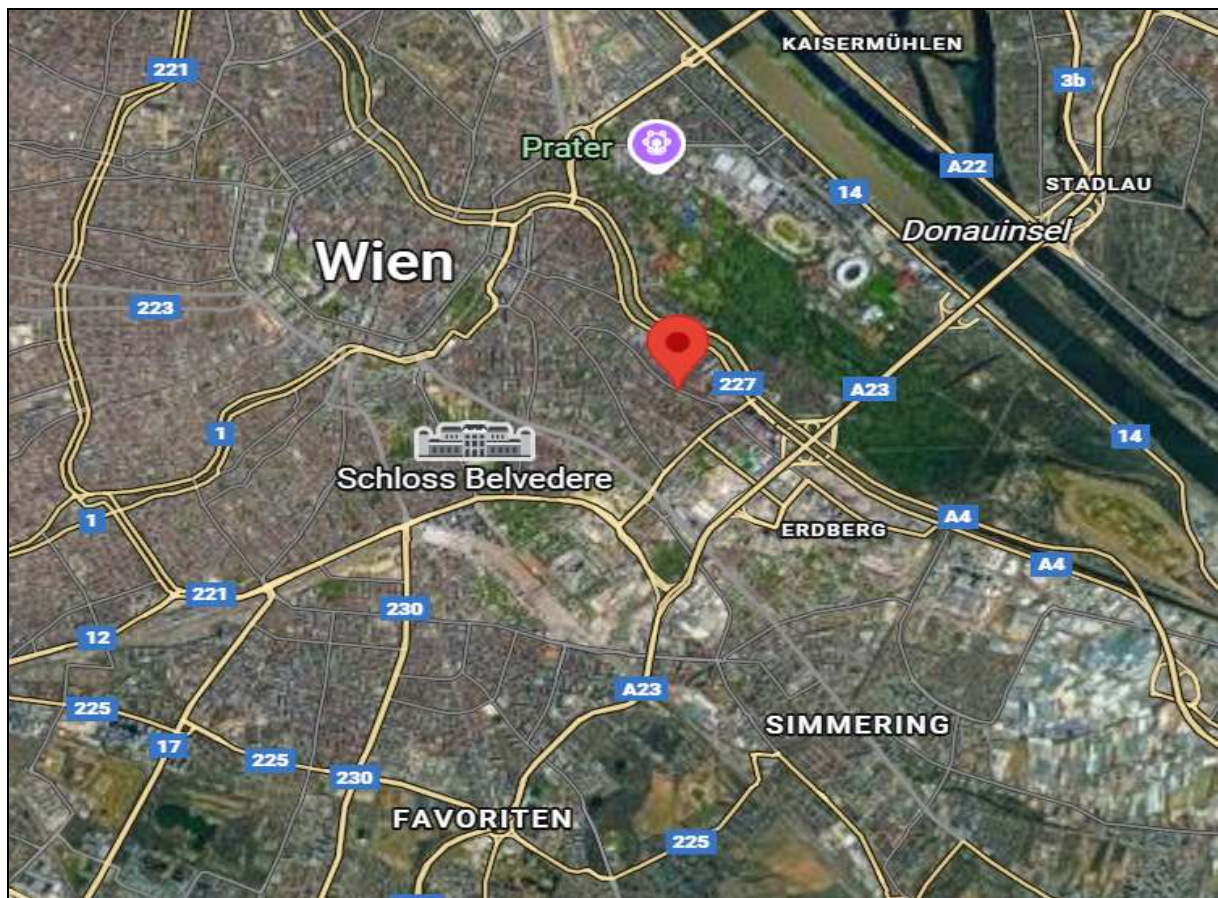 KAISERMÜHLEN
221
3b
Prater
A22
STADLAU
14
Donauinsel
Wien
223
227
A23
1
14
Schloss Belvedere
1
A4
ERDBERG
A4
221
230
12
A23
225
SIMMERING
17
225
230
FAVORITEN
225